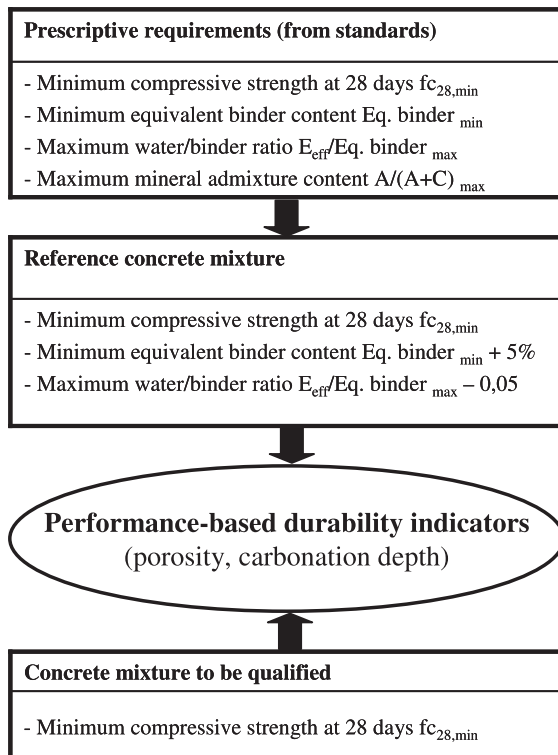 Prescriptive requirements (from standards)
- Minimum compressive strength at 28 days fc28,min
- Minimum equivalent binder content Eq. binder min
- Maximum water/binder ratio Eeff/Eq. binder max
- Maximum mineral admixture content A/(A+C) max
Reference concrete mixture
- Minimum compressive strength at 28 days fc28,min
- Minimum equivalent binder content Eq. binder min + 5%
- Maximum water/binder ratio Eeff/Eq. binder max – 0,05
Performance-based durability indicators
(porosity, carbonation depth)
Concrete mixture to be qualified
- Minimum compressive strength at 28 days fc28,min